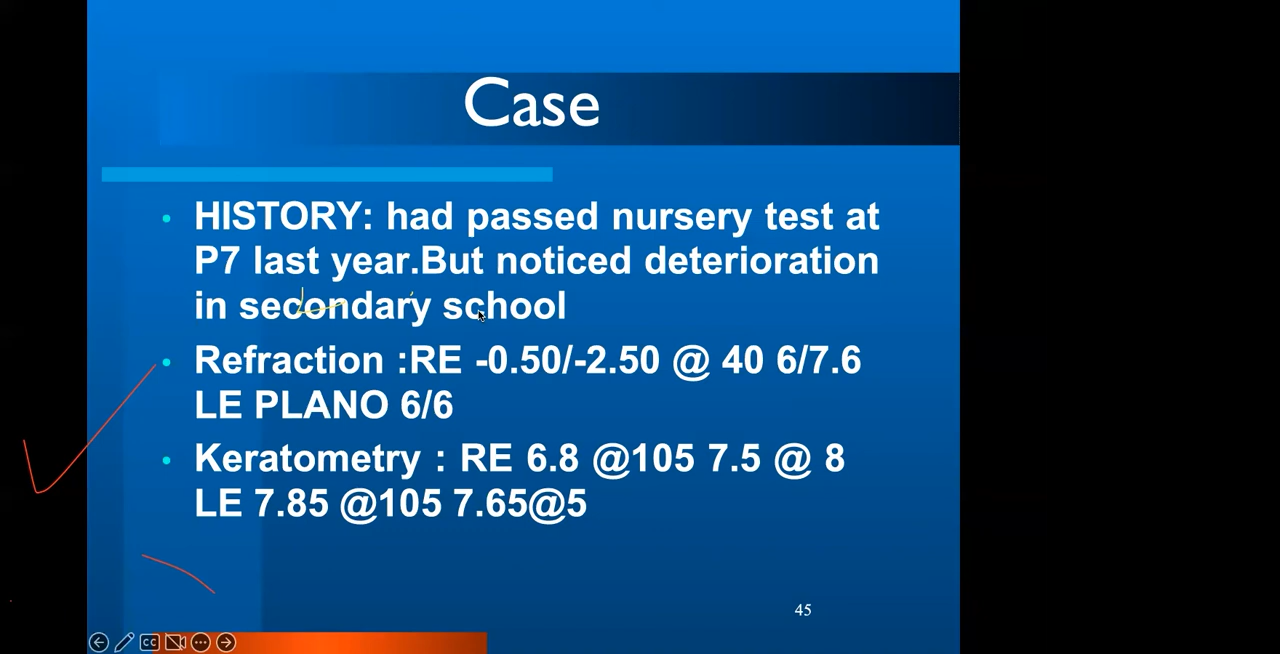 Case
• HISTORY: had passed nursery test at
P7 last year.But noticed deterioration
in secondary school
• Refraction :RE -0.50/-2.50 @ 40 6/7.6
LE PLANO 6/6
• Keratometry : RE 6.8 @105 7.5 @ 8
LE 7.85 @105 7.65@5
45
CC